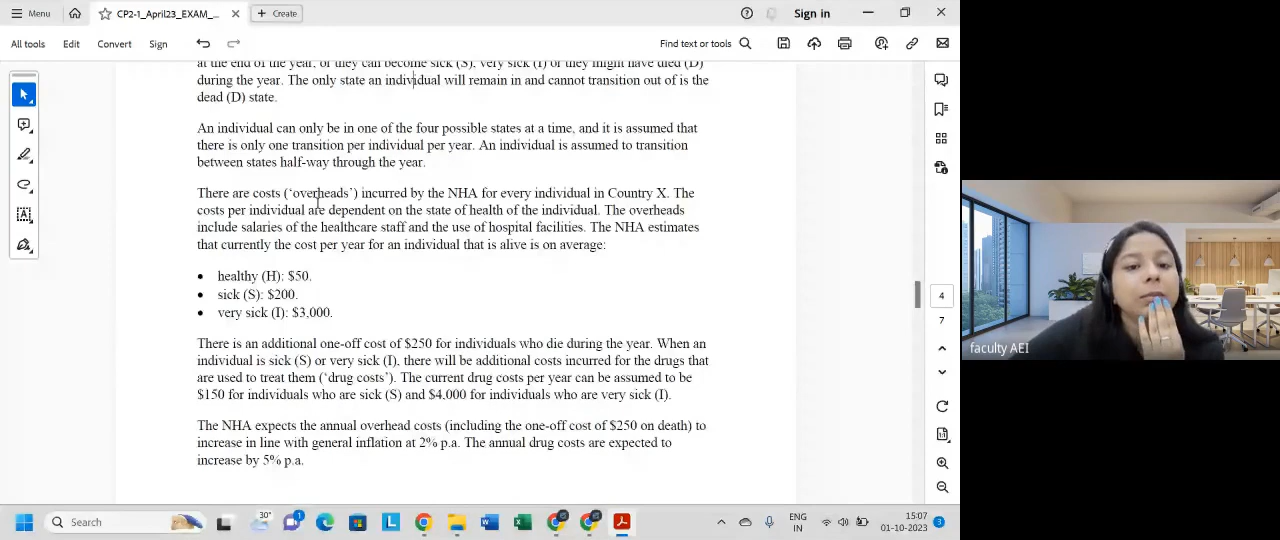 Menu
CP2-1_April23_EXAM_...
Create
Sign in
All tools
Edit
Convert
Sign
Find text or tools
at the end of the year, or they can become sick (S), very sick (I) or they might have died (D)
during the year. The only state an individual will remain in and cannot transition out of is the
dead (D) state.
An individual can only be in one of the four possible states at a time, and it is assumed that
there is only one transition per individual per year. An individual is assumed to transition
between states half-way through the year.
There are costs (‘overheads’) incurred by the NHA for every individual in Country X. The
costs per individual are dependent on the state of health of the individual. The overheads
include salaries of the healthcare staff and the use of hospital facilities. The NHA estimates
that currently the cost per year for an individual that is alive is on average:
• healthy (H): $50.
• sick (S): $200.
• very sick (I): $3,000.
There is an additional one-off cost of $250 for individuals who die during the year. When an
individual is sick (S) or very sick (I), there will be additional costs incurred for the drugs that
are used to treat them (‘drug costs’). The current drug costs per year can be assumed to be
$150 for individuals who are sick (S) and $4,000 for individuals who are very sick (I).
The NHA expects the annual overhead costs (including the one-off cost of $250 on death) to
increase in line with general inflation at 2% p.a. The annual drug costs are expected to
increase by 5% p.a.
4
7
faculty AEI
Search
30°
1
ENG
IN
15:07
01-10-2023
3